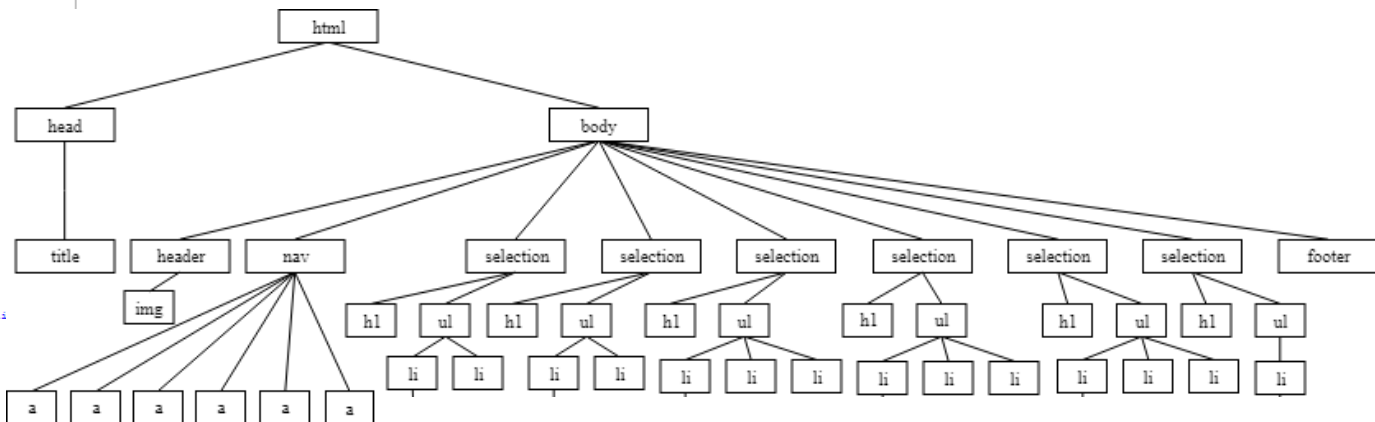 html
head body
title header nav selection selection selection selection selection selection footer
img
i
h1 ul h1 ul h1 ul h1 ul h1 ul h1 ul
li li li li li li li li li li li li li li
a a a a a a